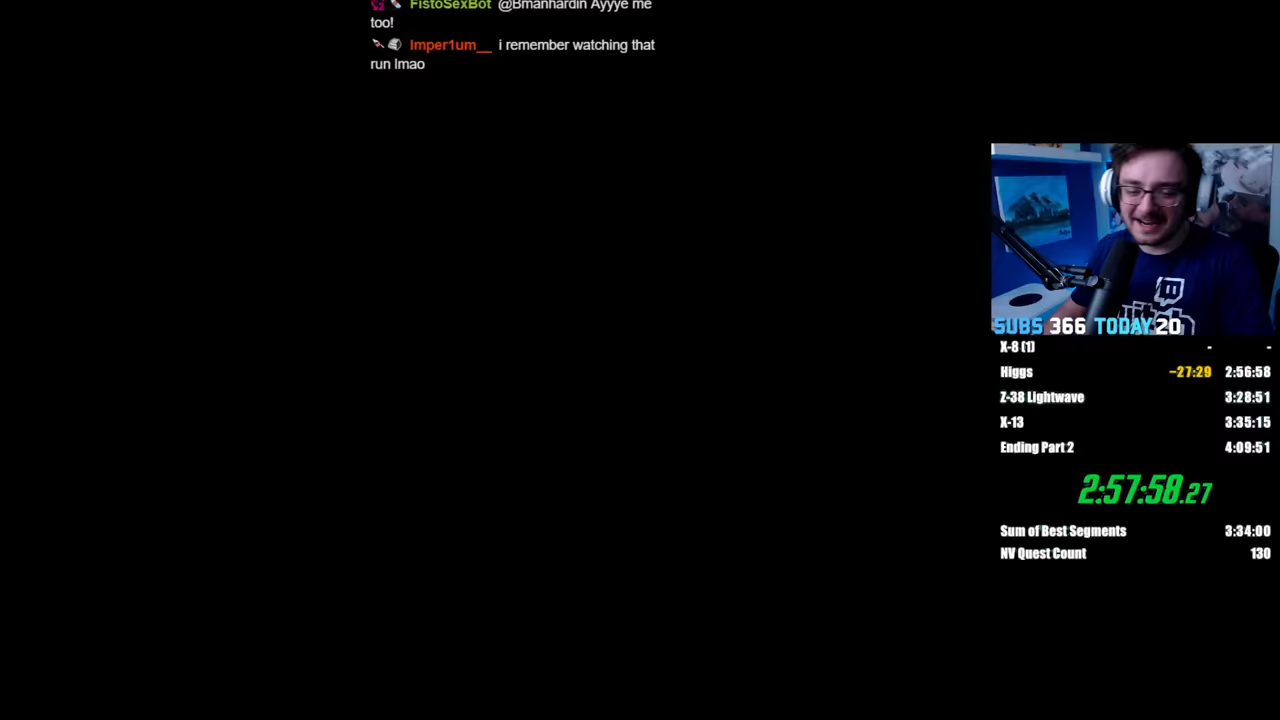 FistoSexBot @Bmanhardin Ayyye me
too!
Imper1um__ i remember watching that
run lmao
SUBS 366 TODAY 20
X-8 (1) - -
Higgs -27:29 2:56:58
Z-38 Lightwave 3:28:51
X-13 3:35:15
Ending Part 2 4:09:51
2:57:58.27
Sum of Best Segments 3:34:00
NV Quest Count 130